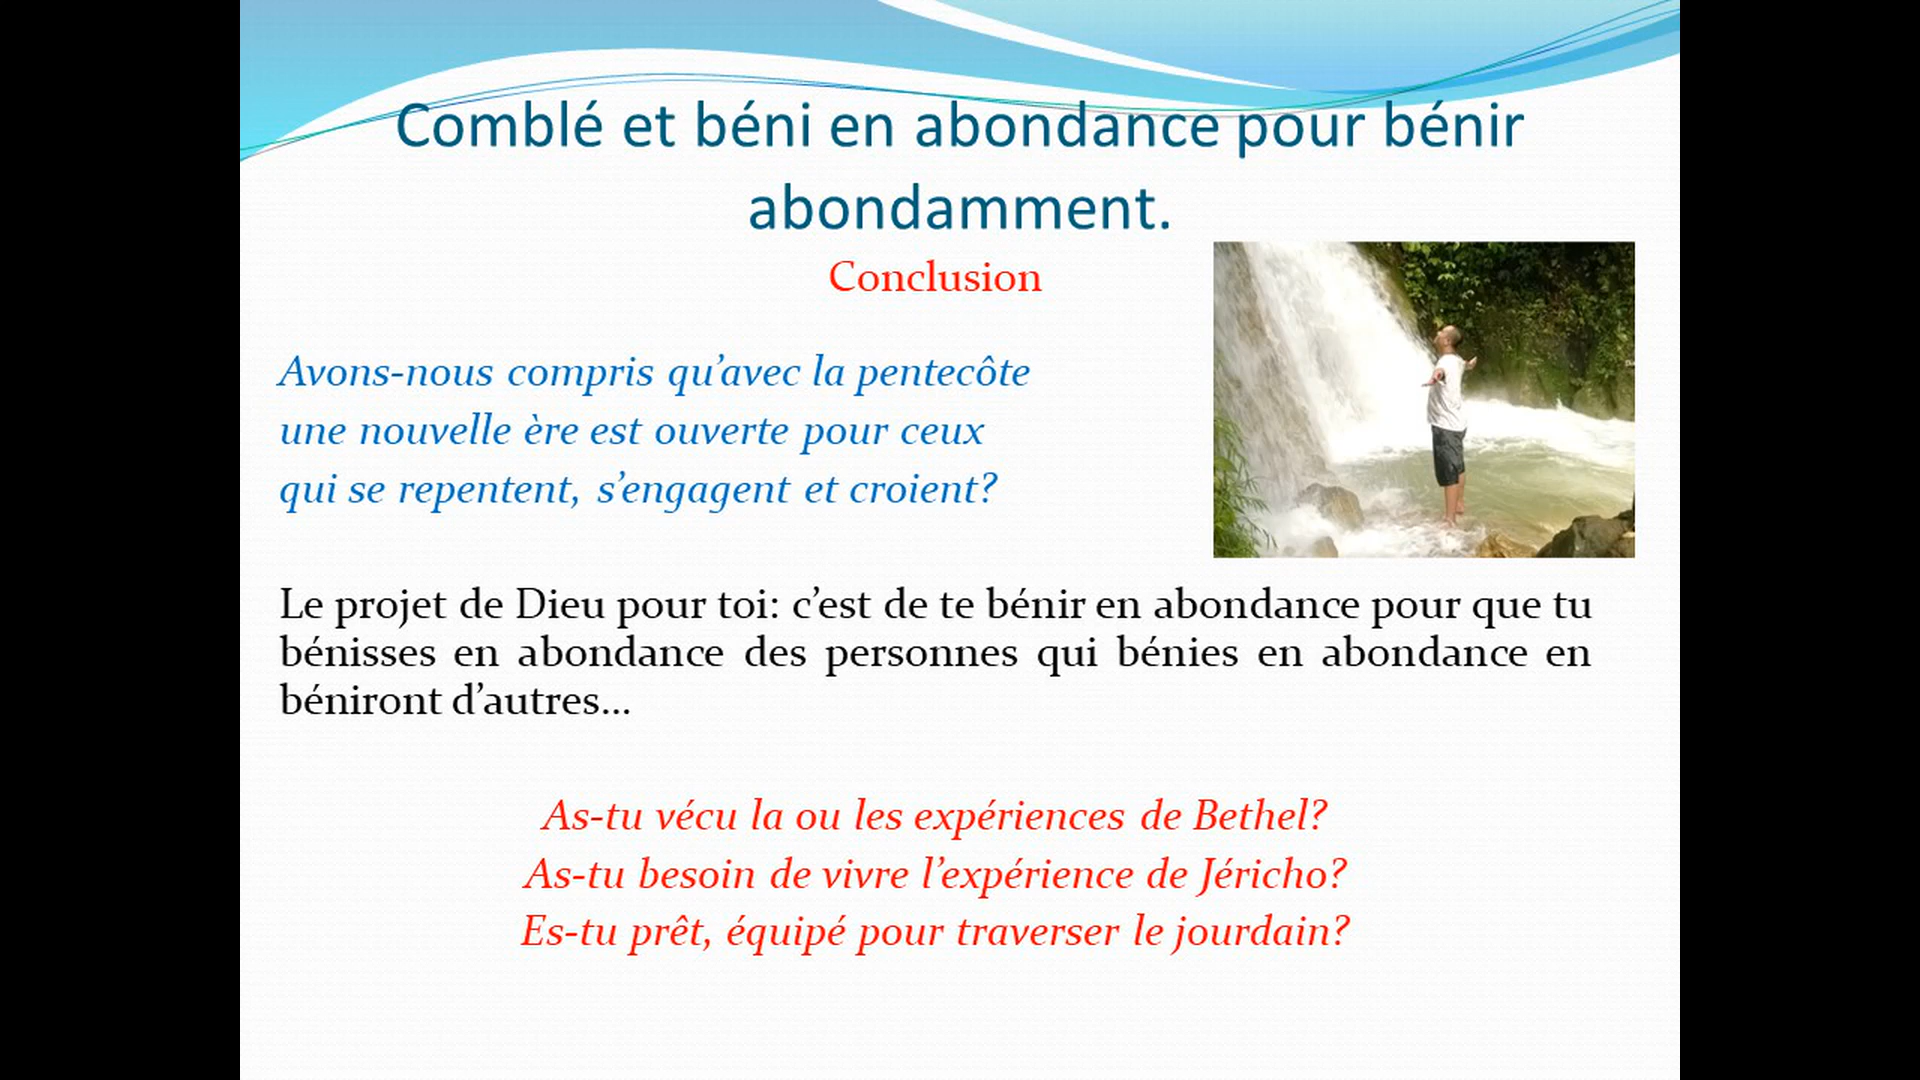 Comblé et béni en abondance pour bénir
abondamment.
Conclusion
Avons-nous compris qu’avec la pentecôte
une nouvelle ère est ouverte pour ceux
qui se repentent, s’engagent et croient?
Le projet de Dieu pour toi: c’est de te bénir en abondance pour que tu
bénisses en abondance des personnes qui bénies en abondance en
béniront d’autres...
As-tu vécu la ou les expériences de Bethel?
As-tu besoin de vivre l’expérience de Jéricho?
Es-tu prêt, équipé pour traverser le jourdain?